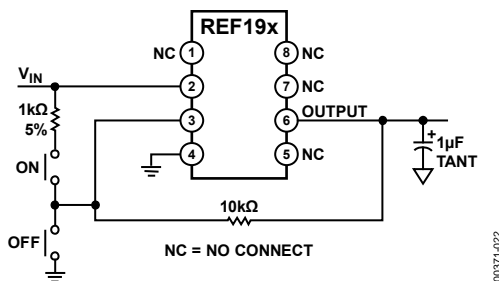 REF19x
NC 1
8 NC
V_IN
2
7 NC
1kΩ
5%
3
6 OUTPUT
+
1μF
TANT
ON
4
5 NC
10kΩ
OFF
NC = NO CONNECT
00371-022